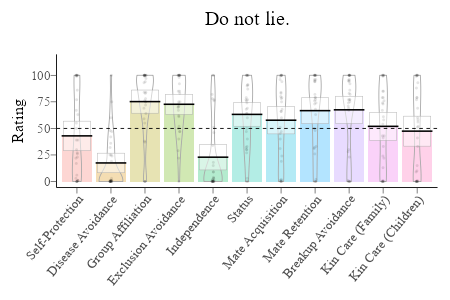 Do not lie.
Rating
100
75
50
25
0
Self-Protection
Disease Avoidance
Group Affiliation
Exclusion Avoidance
Independence
Status
Mate Acquisition
Mate Retention
Breakup Avoidance
Kin Care (Family)
Kin Care (Children)